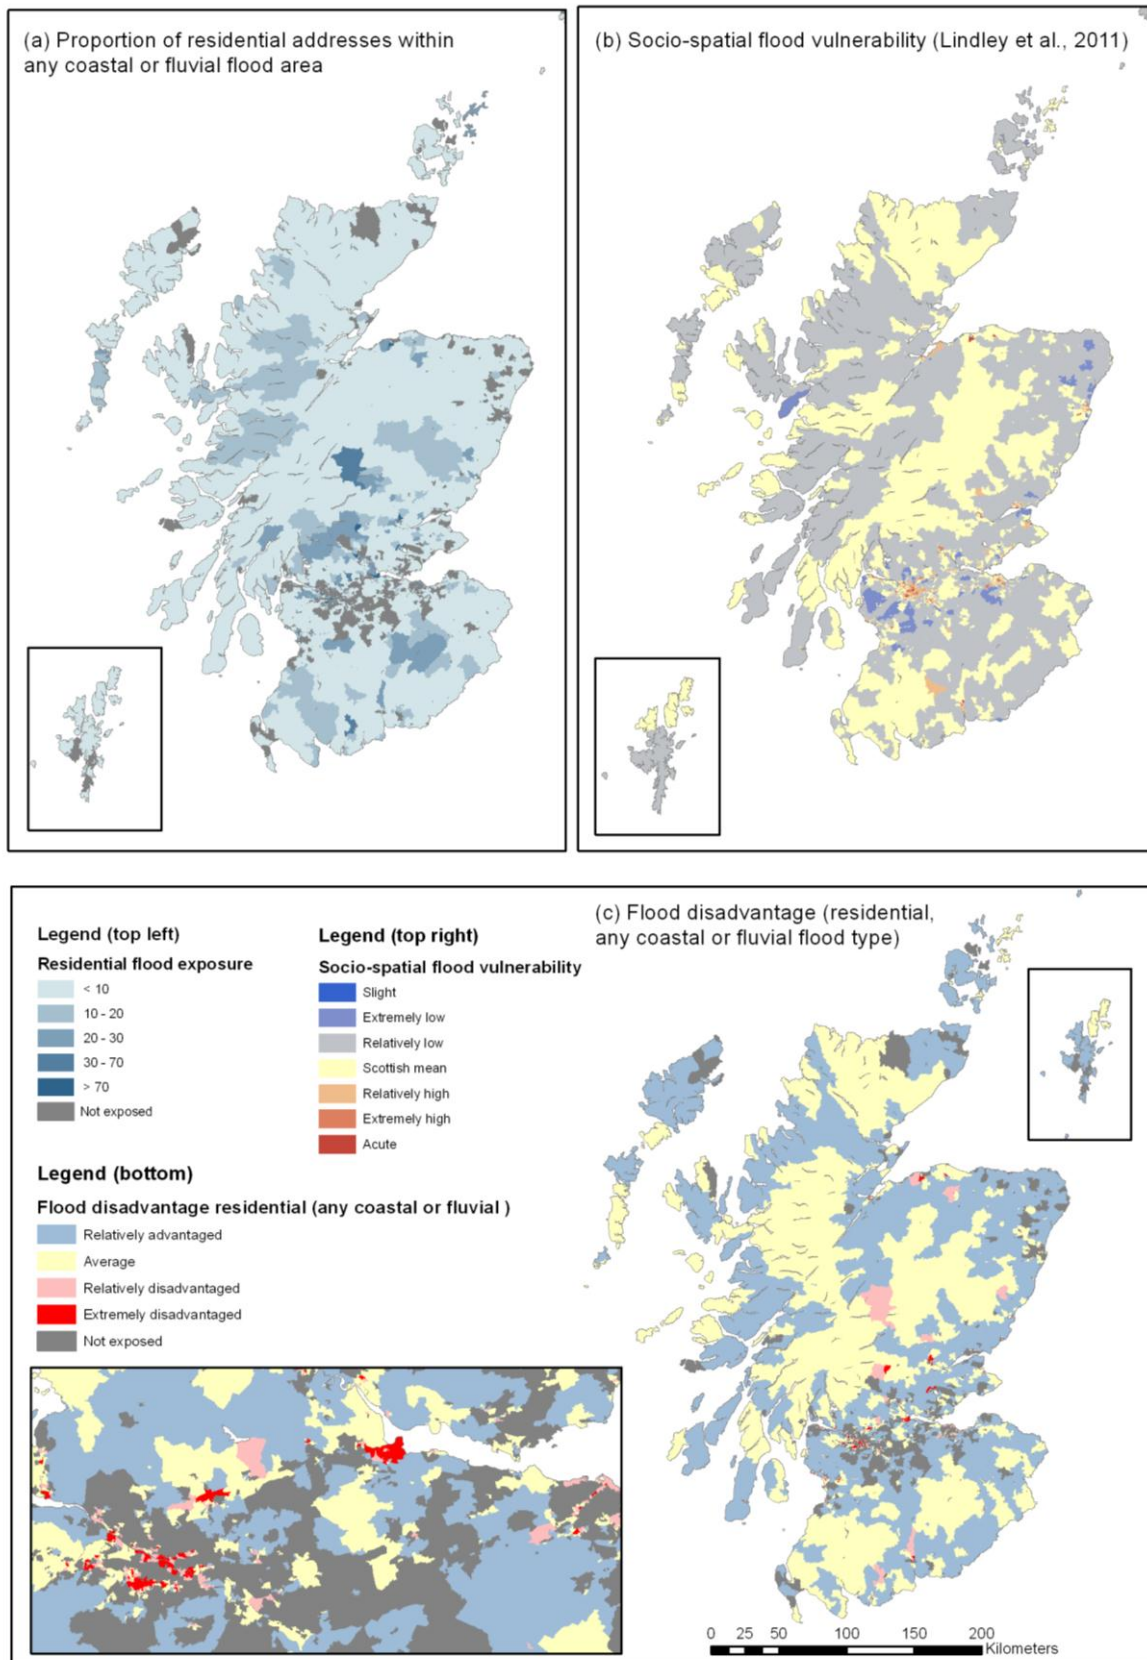 (a) Proportion of residential addresses within
any coastal or fluvial flood area
(b) Socio-spatial flood vulnerability (Lindley et al., 2011)
Legend (top left)
Residential flood exposure
< 10
10 - 20
20 - 30
30 - 70
> 70
Not exposed
Legend (top right)
Socio-spatial flood vulnerability
Slight
Extremely low
Relatively low
Scottish mean
Relatively high
Extremely high
Acute
Legend (bottom)
Flood disadvantage residential (any coastal or fluvial )
Relatively advantaged
Average
Relatively disadvantaged
Extremely disadvantaged
Not exposed
(c) Flood disadvantage (residential,
any coastal or fluvial flood type)
0 25 50 100 150 200
Kilometers